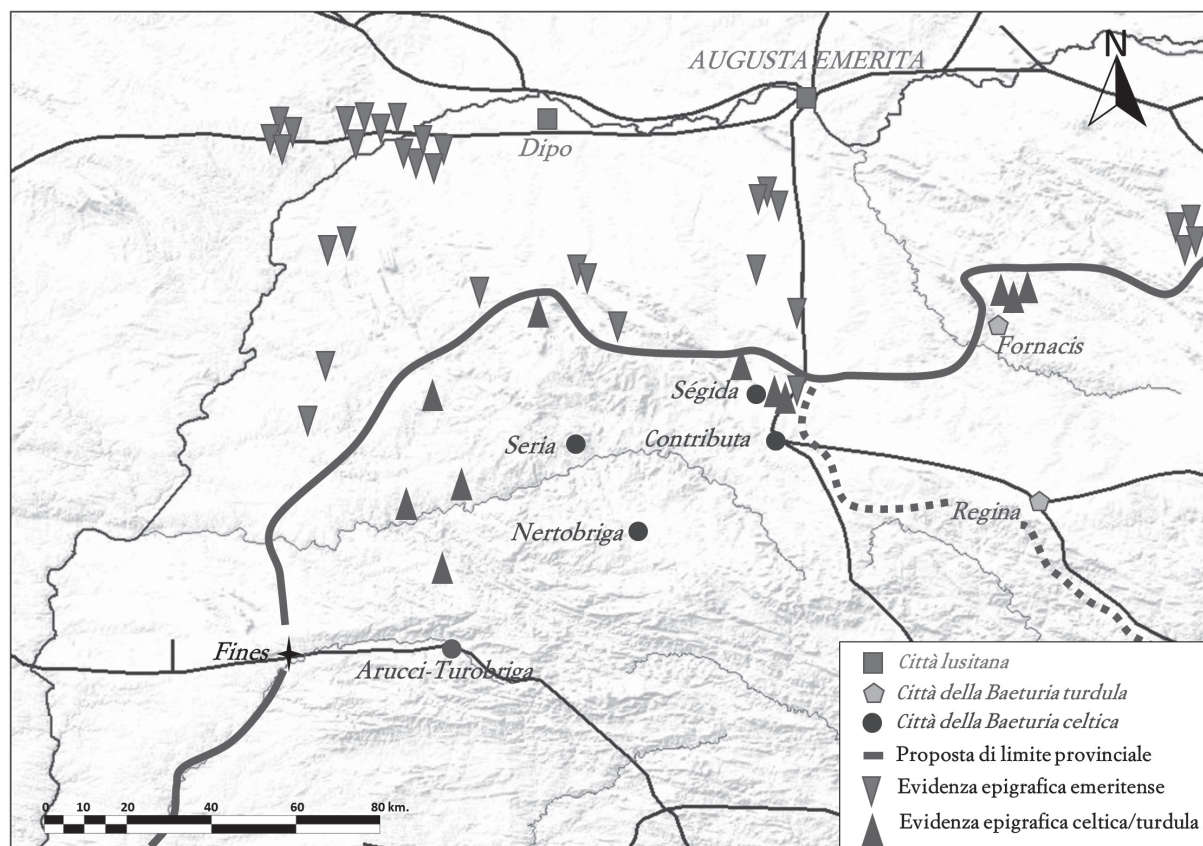 N
AUGUSTA EMERITA
Dipo
Fornacis
Ségida
Seria
Contributa
Regina
Nertobriga
Fines
Arucci-Turobriga
Città lusitana
Città della Baeturia turdula
Città della Baeturia celtica
Proposta di limite provinciale
Evidenza epigrafica emeritense
Evidenza epigrafica celtica/turdula
0 10 20 40 60 80 km.